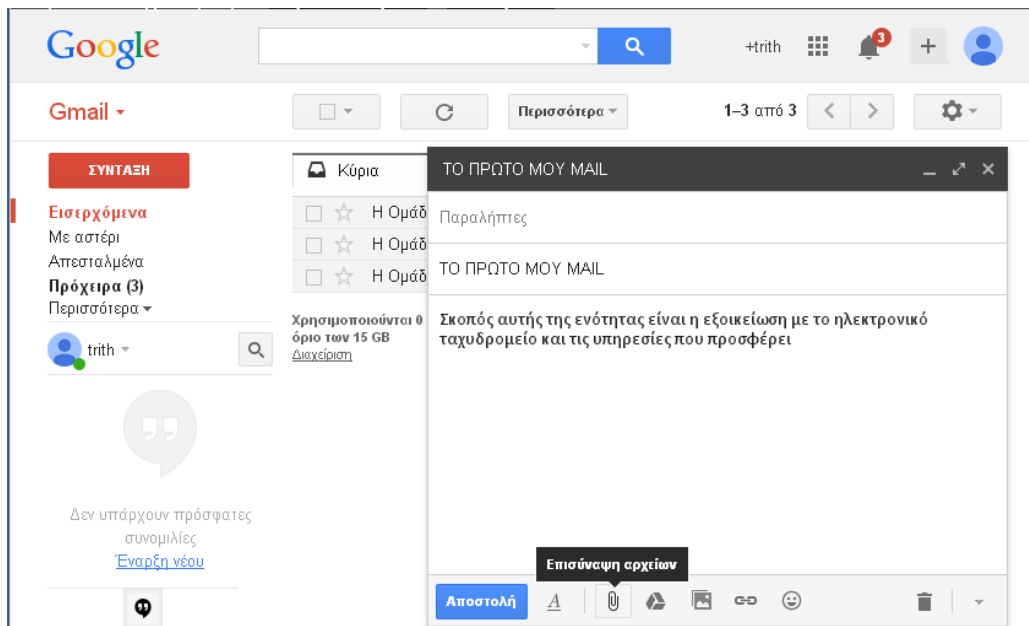 Google
+trith
3
+
Gmail
Περισσότερα
1–3 από 3
ΣΥΝΤΑΞΗ
Εισερχόμενα
Με αστέρι
Απεσταλμένα
Πρόχειρα (3)
Περισσότερα
trith
Δεν υπάρχουν πρόσφατες
συνομιλίες
Έναρξη νέου
Κύρια
Η Ομάδ
Η Ομάδ
Η Ομάδ
Χρησιμοποιούνται 0
όριο των 15 GB
Διαχείριση
ΤΟ ΠΡΩΤΟ ΜΟΥ MAIL
Παραλήπτες
ΤΟ ΠΡΩΤΟ ΜΟΥ MAIL
Σκοπός αυτής της ενότητας είναι η εξοικείωση με το ηλεκτρονικό
ταχυδρομείο και τις υπηρεσίες που προσφέρει
Επισύναψη αρχείων
Αποστολή
A